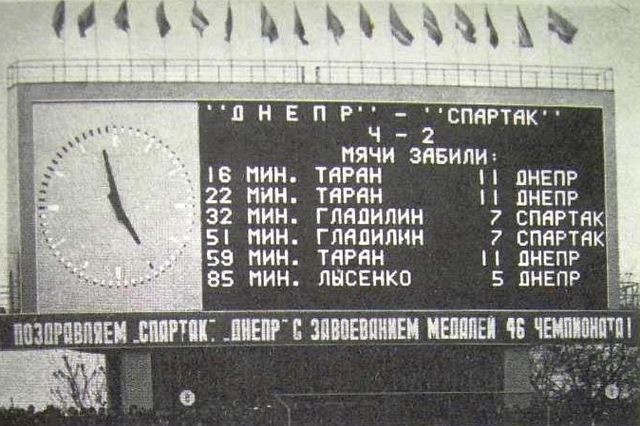 "ДНЕПР" - "СПАРТАК"
4 - 2
МЯЧИ ЗАБИЛИ:
16 МИН. ТАРАН 11 ДНЕПР
22 МИН. ТАРАН 11 ДНЕПР
32 МИН. ГЛАДИЛИН 7 СПАРТАК
51 МИН. ГЛАДИЛИН 7 СПАРТАК
59 МИН. ТАРАН 11 ДНЕПР
85 МИН. ЛЫСЕНКО 5 ДНЕПР
ПОЗДРАВЛЯЕМ „СПАРТАК", „ДНЕПР" С ЗАВОЕВАНИЕМ МЕДАЛЕЙ 46 ЧЕМПИОНАТА!